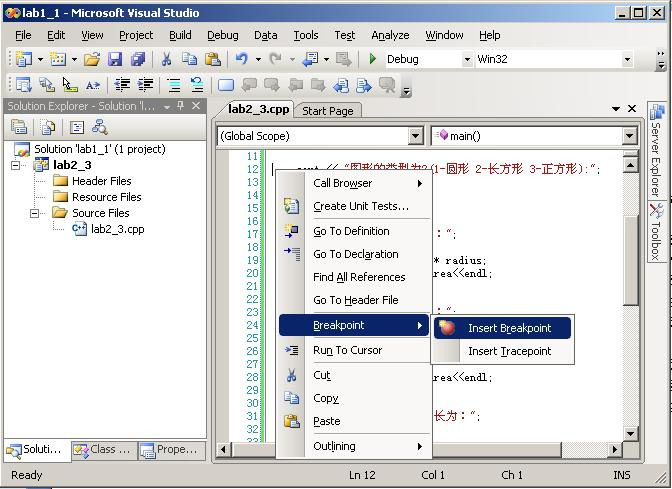 lab1_1 - Microsoft Visual Studio
File Edit View Project Build Debug Data Tools Test Analyze Window Help
Debug Win32
Solution Explorer - Solution 'l...
lab2_3.cpp Start Page
(Global Scope) main()
Solution 'lab1_1' (1 project)
lab2_3
Header Files
Resource Files
Source Files
lab2_3.cpp
11
12 "图形的类型为?(1-圆形 2-长方形 3-正方形):";
13
14
15
16
17 :";
18
19 * radius;
20 rea<<endl;
21
22
23 :";
24
25
26
27
28 rea<<endl;
29
30
31 长为:";
32
33
Call Browser
Create Unit Tests...
Go To Definition
Go To Declaration
Find All References
Go To Header File
Breakpoint
Run To Cursor
Cut
Copy
Paste
Outlining
Insert Breakpoint
Insert Tracepoint
Server Explorer
Toolbox
Soluti... Class ... Prope...
Ready Ln 12 Col 1 Ch 1 INS